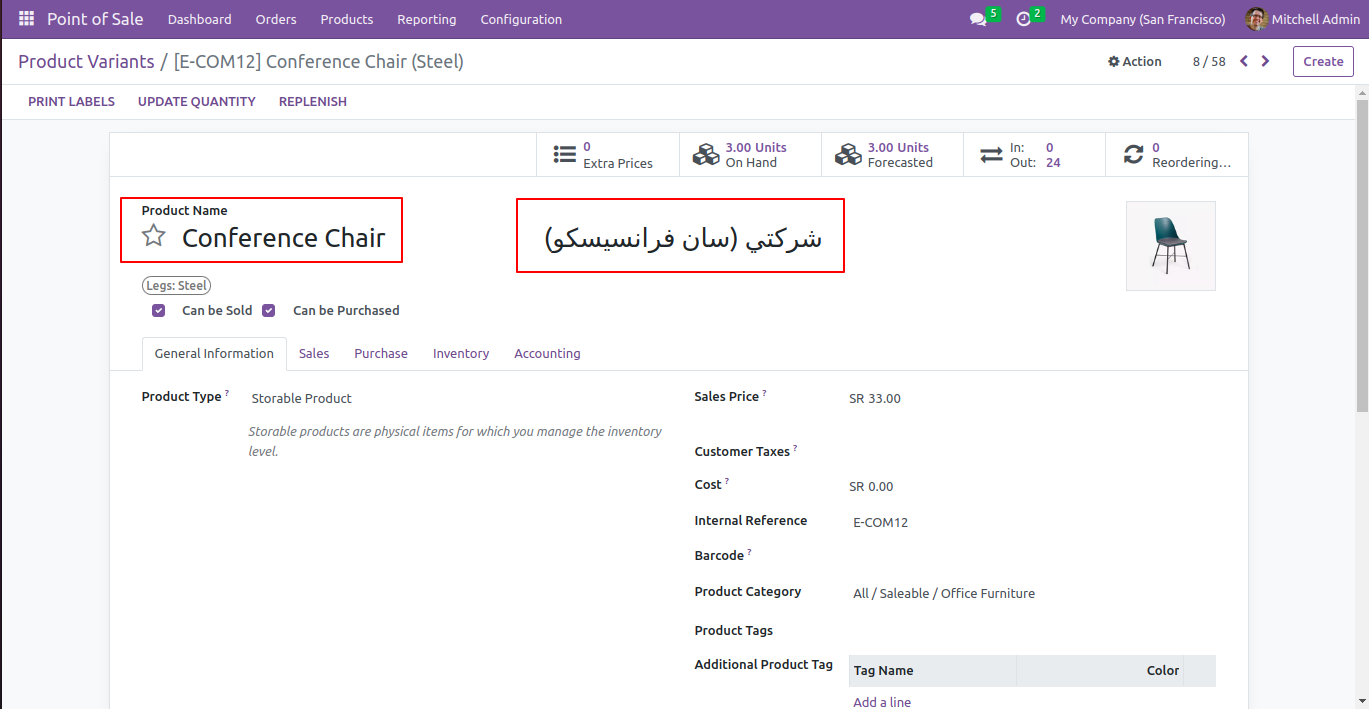 Point of Sale Dashboard Orders Products Reporting Configuration 5 2 My Company (San Francisco) Mitchell Admin
Product Variants / [E-COM12] Conference Chair (Steel) Action 8 / 58 Create
PRINT LABELS UPDATE QUANTITY REPLENISH
0 Extra Prices
3.00 Units On Hand
3.00 Units Forecasted
In: 0
Out: 24
0 Reordering...
Product Name
Conference Chair
شركتي (سان فرانسيسكو)
Legs: Steel
Can be Sold Can be Purchased
General Information Sales Purchase Inventory Accounting
Product Type ? Storable Product
Storable products are physical items for which you manage the inventory
level.
Sales Price ? SR 33.00
Customer Taxes ?
Cost ? SR 0.00
Internal Reference E-COM12
Barcode ?
Product Category All / Saleable / Office Furniture
Product Tags
Additional Product Tag Tag Name Color
Add a line